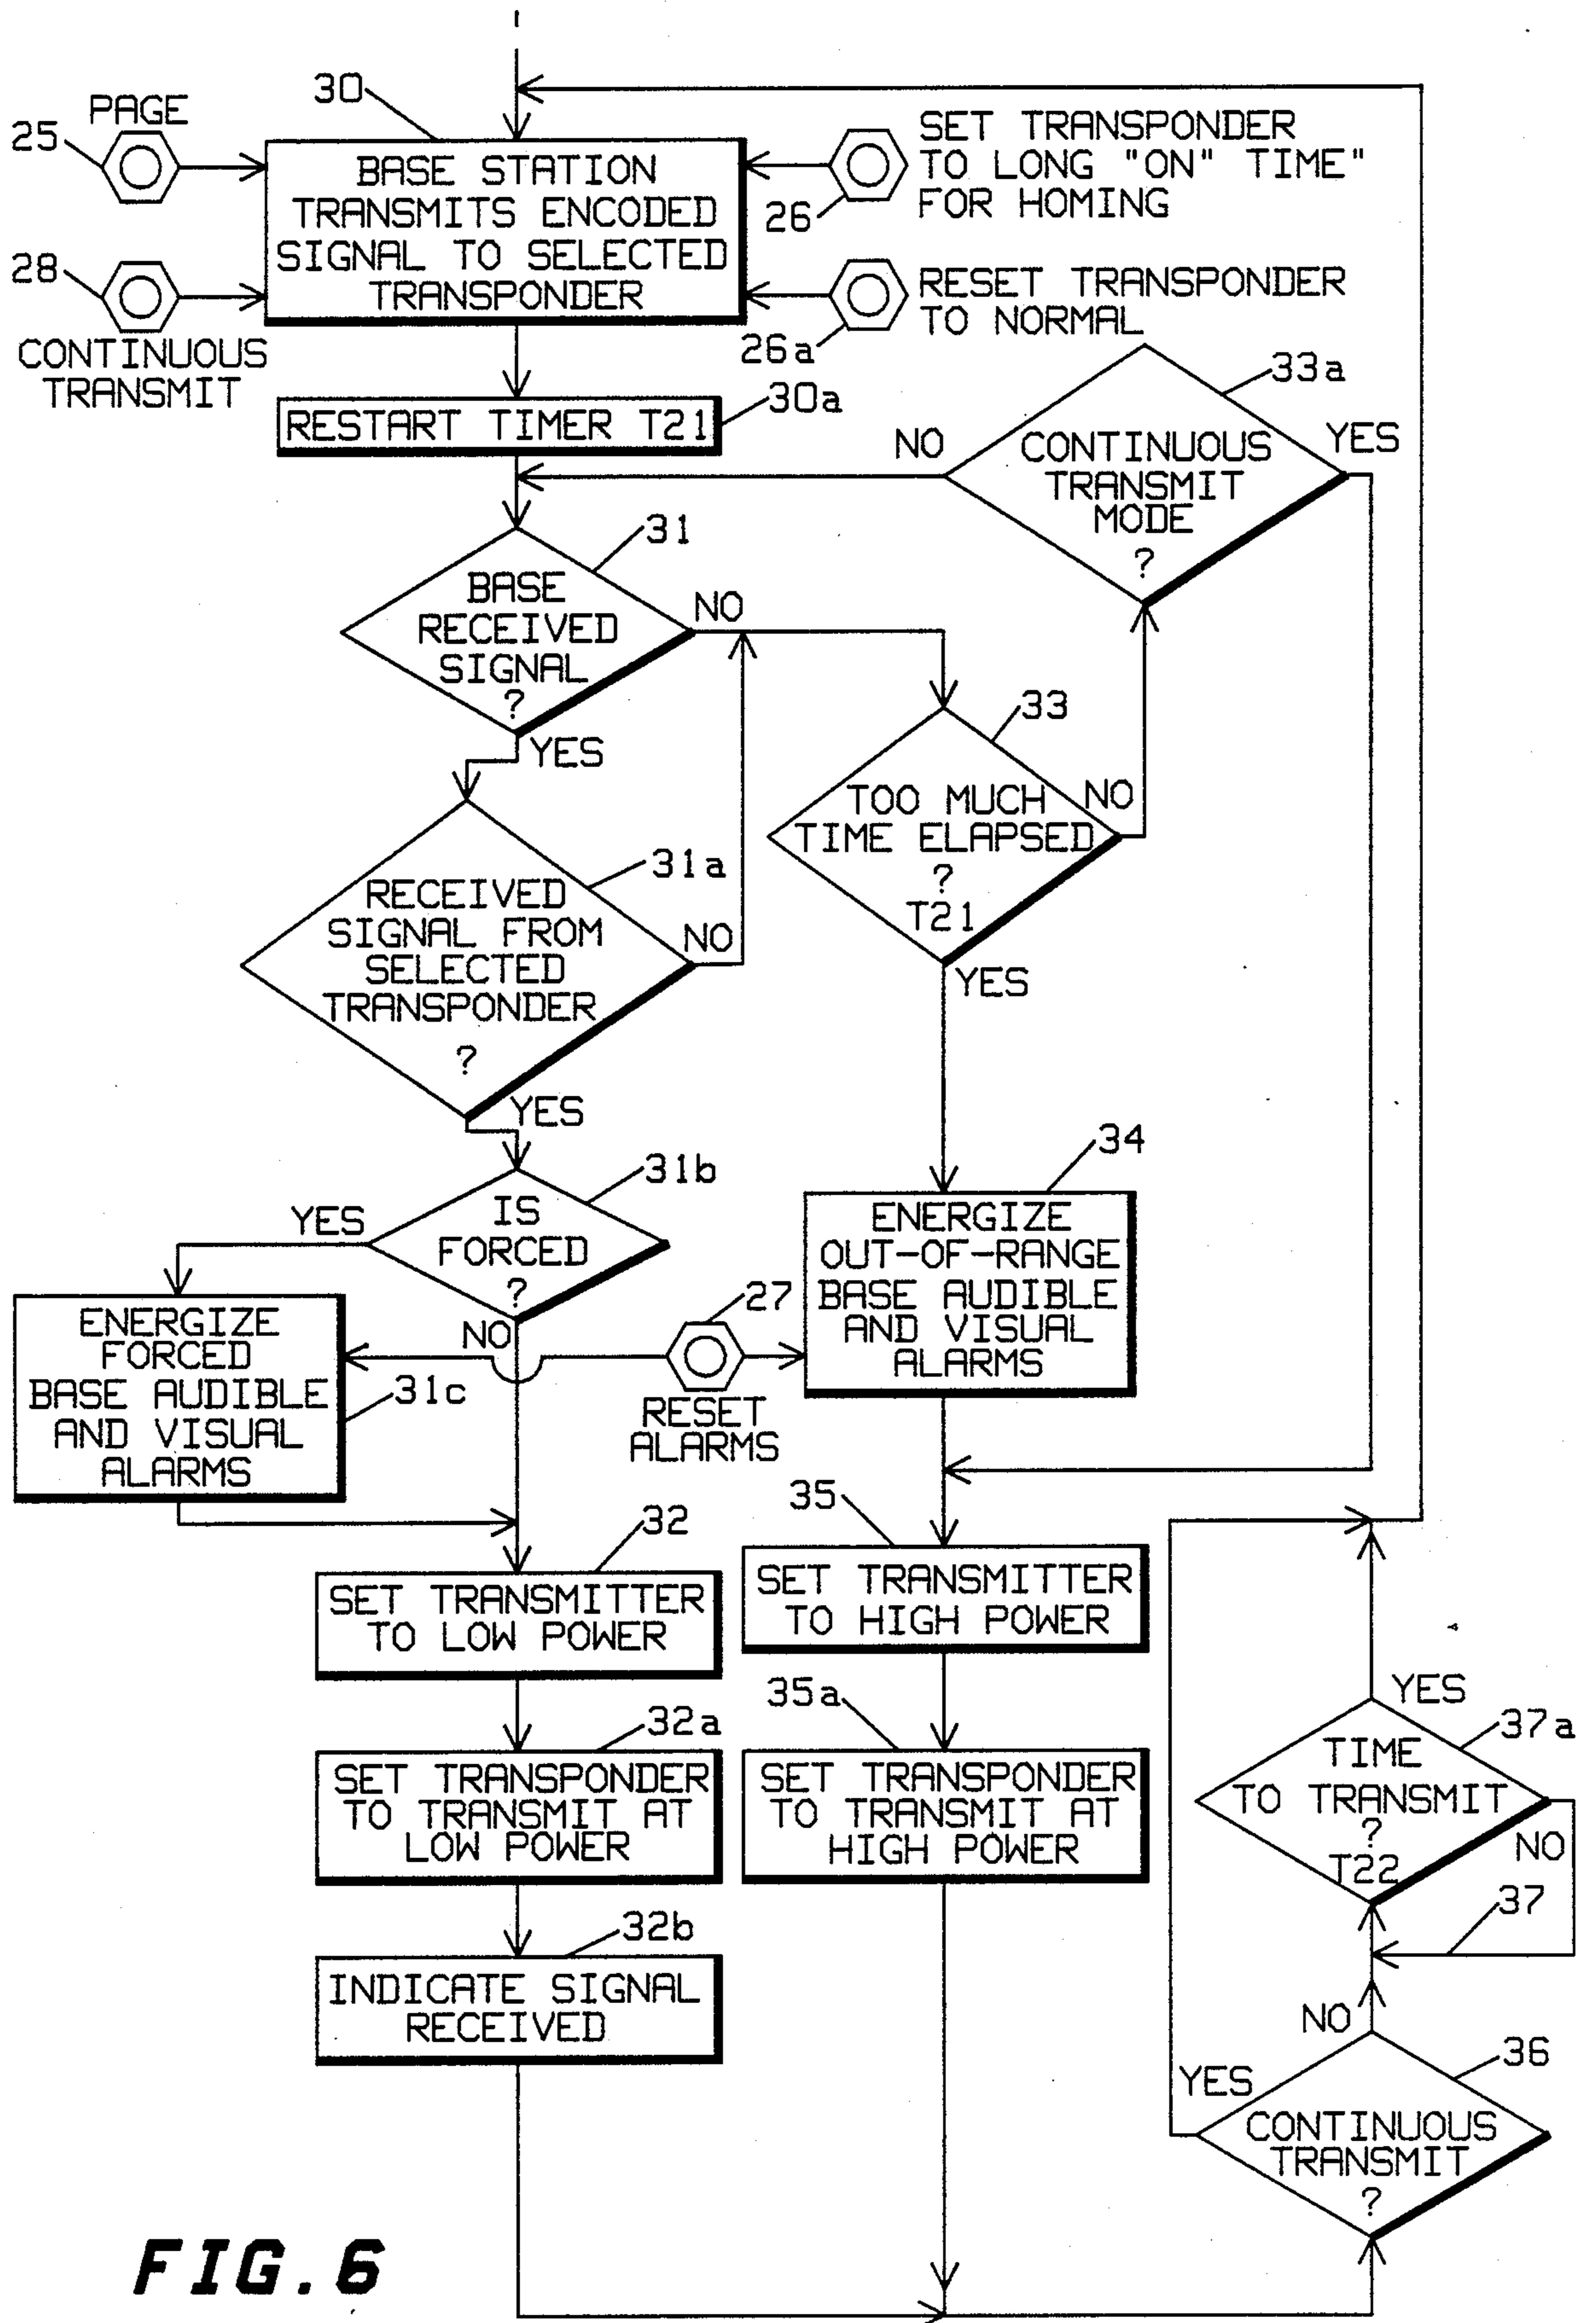 30
PAGE
25
BASE STATION
TRANSMITS ENCODED
SIGNAL TO SELECTED
TRANSPONDER
SET TRANSPONDER
TO LONG "ON" TIME"
FOR HOMING
26
28
CONTINUOUS
TRANSMIT
RESET TRANSPONDER
TO NORMAL
26a
RESTART TIMER T21
30a
33a
NO
YES
CONTINUOUS
TRANSMIT
MODE
?
31
BASE
RECEIVED
SIGNAL
?
NO
YES
33
TOO MUCH
TIME ELAPSED
?
T21
NO
YES
31a
RECEIVED
SIGNAL FROM
SELECTED
TRANSPONDER
?
NO
YES
31b
IS
FORCED
?
YES
NO
34
ENERGIZE
OUT-OF-RANGE
BASE AUDIBLE
AND VISUAL
ALARMS
27
RESET
ALARMS
ENERGIZE
FORCED
BASE AUDIBLE
AND VISUAL
ALARMS
31c
32
SET TRANSMITTER
TO LOW POWER
35
SET TRANSMITTER
TO HIGH POWER
32a
SET TRANSPONDER
TO TRANSMIT AT
LOW POWER
35a
SET TRANSPONDER
TO TRANSMIT AT
HIGH POWER
YES
37a
TIME
TO TRANSMIT
?
T22
NO
37
32b
INDICATE SIGNAL
RECEIVED
NO
36
YES
CONTINUOUS
TRANSMIT
?
FIG. 6